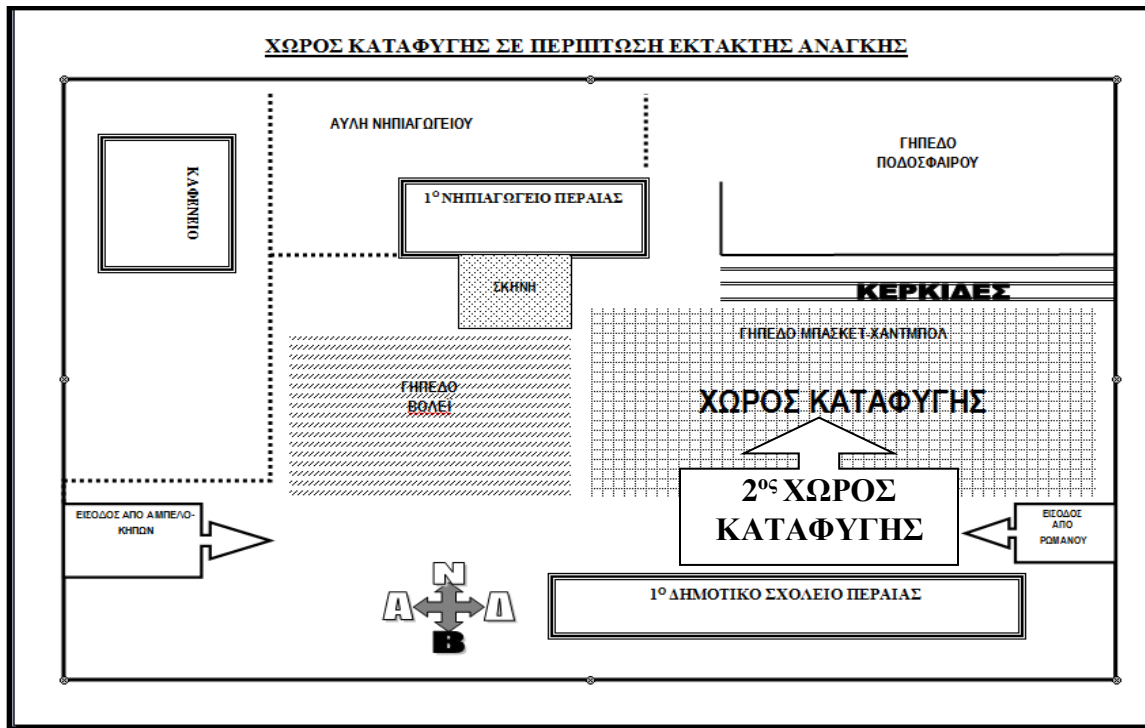 ΧΩΡΟΣ ΚΑΤΑΦΥΓΗΣ ΣΕ ΠΕΡΙΠΤΩΣΗ ΕΚΤΑΚΤΗΣ ΑΝΑΓΚΗΣ
ΑΥΛΗ ΝΗΠΙΑΓΩΓΕΙΟΥ
ΓΗΠΕΔΟ
ΠΟΔΟΣΦΑΙΡΟΥ
ΚΑΦΕΝΕΙΟ
1Ο ΝΗΠΙΑΓΩΓΕΙΟ ΠΕΡΑΙΑΣ
ΣΚΗΝΗ
ΚΕΡΚΙΔΕΣ
ΓΗΠΕΔΟ ΜΠΑΣΚΕΤ-ΧΑΝΤΜΠΟΛ
ΓΗΠΕΔΟ
ΒΟΛΕΪ
ΧΩΡΟΣ ΚΑΤΑΦΥΓΗΣ
2ος ΧΩΡΟΣ
ΚΑΤΑΦΥΓΗΣ
ΕΙΣΟΔΟΣ ΑΠΟ ΑΜΠΕΛΟ-
ΚΗΠΩΝ
ΕΙΣΟΔΟΣ
ΑΠΟ
ΡΩΜΑΝΟΥ
Ν
Α Δ
Β
1Ο ΔΗΜΟΤΙΚΟ ΣΧΟΛΕΙΟ ΠΕΡΑΙΑΣ